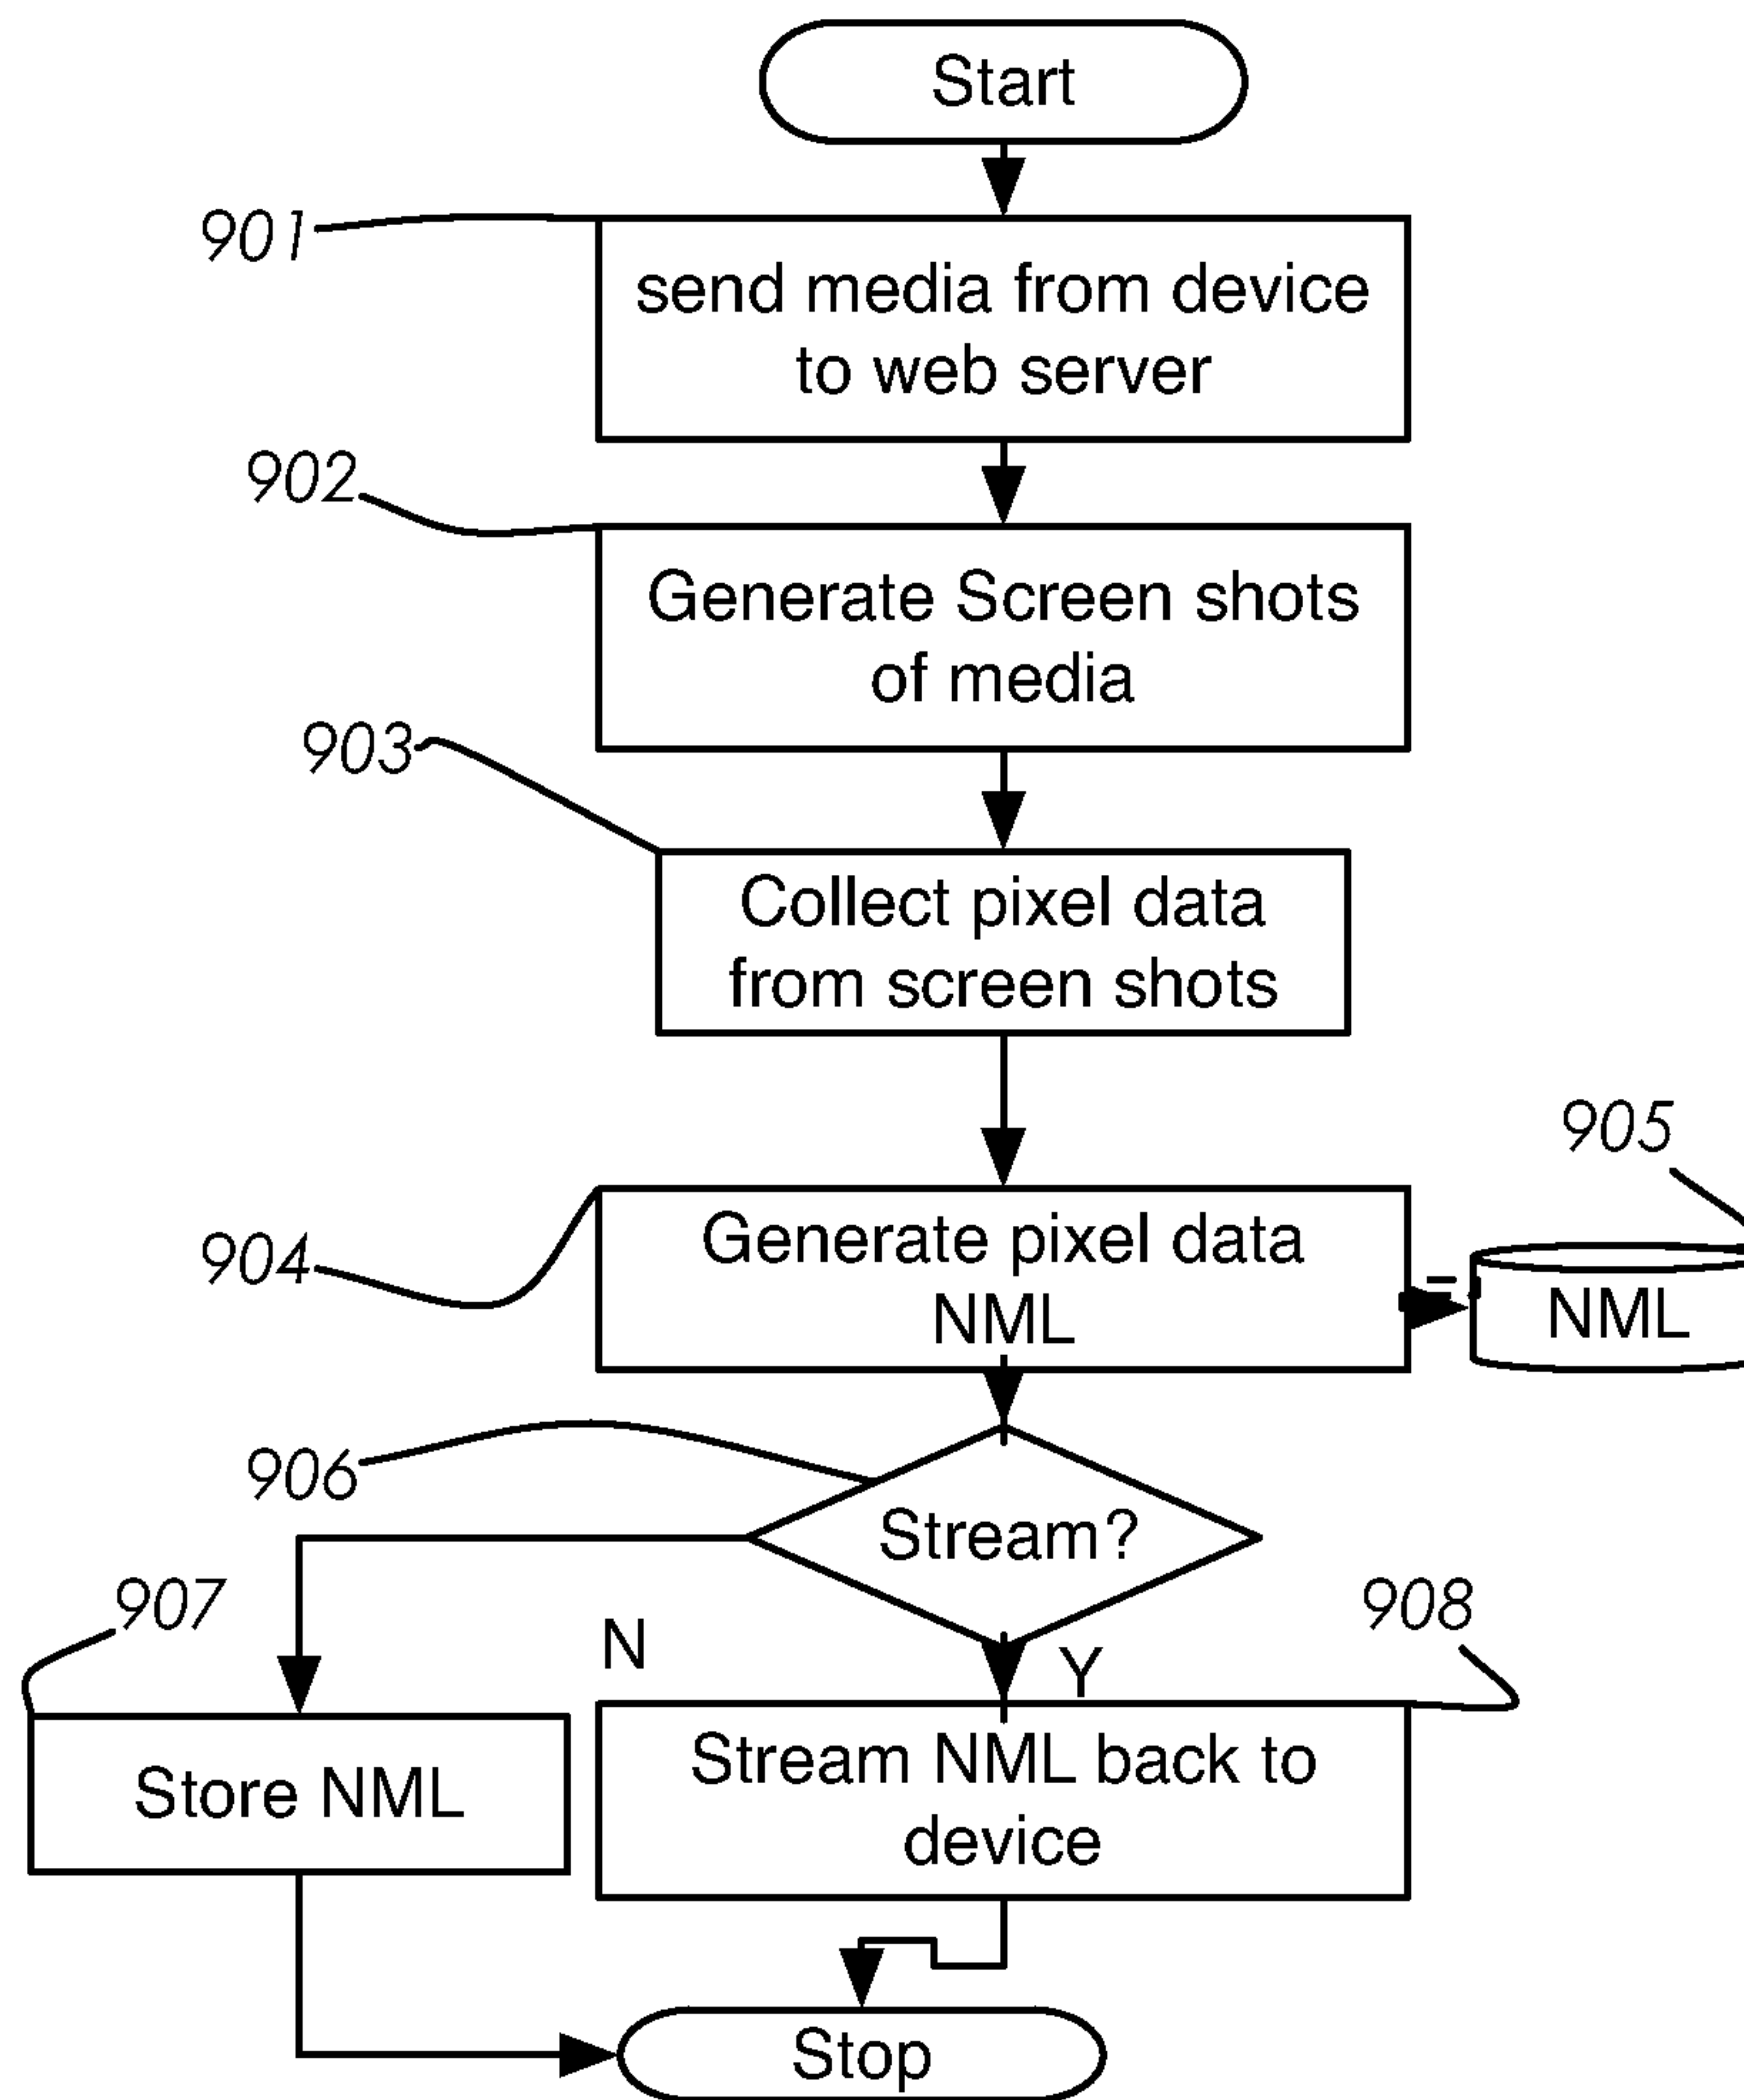 Start
901
send media from device
to web server
902
Generate Screen shots
of media
903
Collect pixel data
from screen shots
905
904
Generate pixel data
NML
NML
906
Stream?
907
N
Y
908
Store NML
Stream NML back to
device
Stop